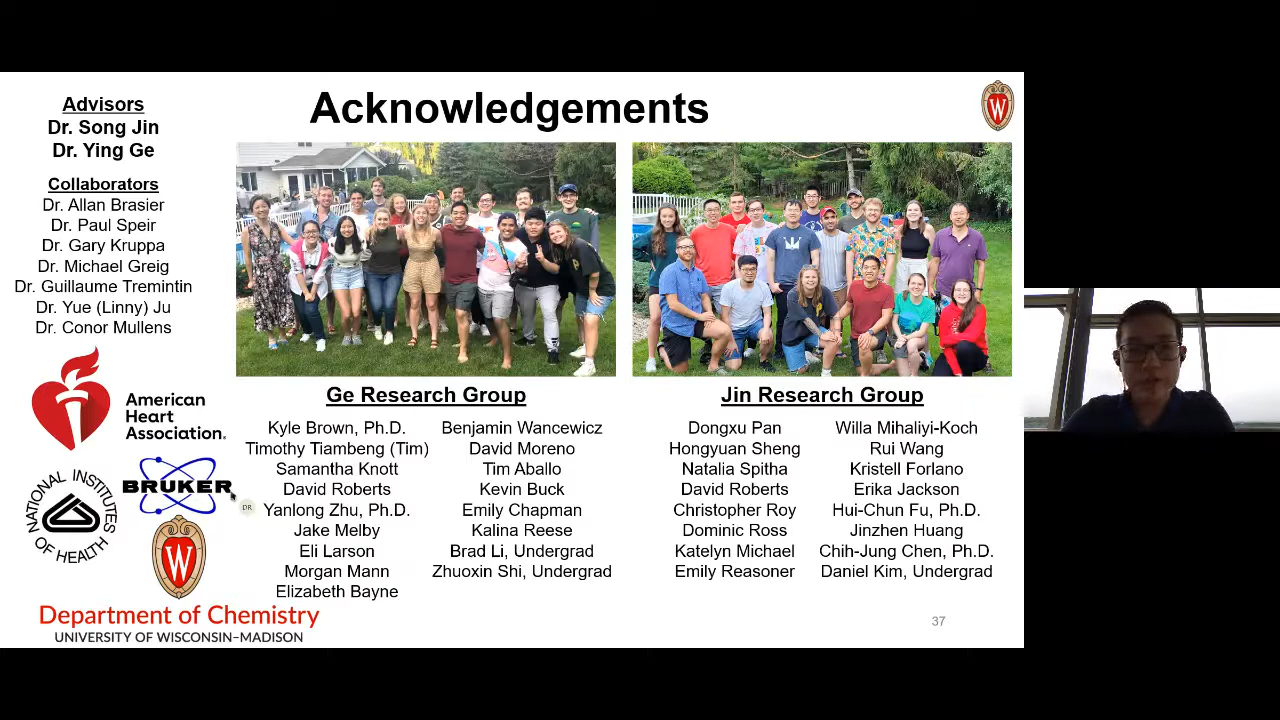 Acknowledgements
Advisors
Dr. Song Jin
Dr. Ying Ge
Collaborators
Dr. Allan Brasier
Dr. Paul Speir
Dr. Gary Kruppa
Dr. Michael Greig
Dr. Guillaume Tremintin
Dr. Yue (Linny) Ju
Dr. Conor Mullens
American
Heart
Association®
NATIONAL INSTITUTES
OF HEALTH
BRUKER
DR
W
Department of Chemistry
UNIVERSITY OF WISCONSIN–MADISON
Ge Research Group
Kyle Brown, Ph.D.
Timothy Tiambeng (Tim)
Samantha Knott
David Roberts
Yanlong Zhu, Ph.D.
Jake Melby
Eli Larson
Morgan Mann
Elizabeth Bayne
Benjamin Wancewicz
David Moreno
Tim Aballo
Kevin Buck
Emily Chapman
Kalina Reese
Brad Li, Undergrad
Zhuoxin Shi, Undergrad
Jin Research Group
Dongxu Pan
Hongyuan Sheng
Natalia Spitha
David Roberts
Christopher Roy
Dominic Ross
Katelyn Michael
Emily Reasoner
Willa Mihaliyi-Koch
Rui Wang
Kristell Forlano
Erika Jackson
Hui-Chun Fu, Ph.D.
Jinzhen Huang
Chih-Jung Chen, Ph.D.
Daniel Kim, Undergrad
W
37